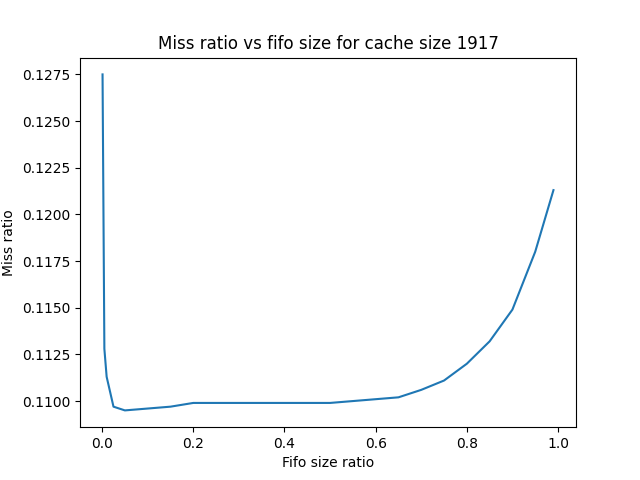 Miss ratio vs fifo size for cache size 1917
0.1275
0.1250
0.1225
0.1200
0.1175
0.1150
0.1125
0.1100
Miss ratio
0.0 0.2 0.4 0.6 0.8 1.0
Fifo size ratio